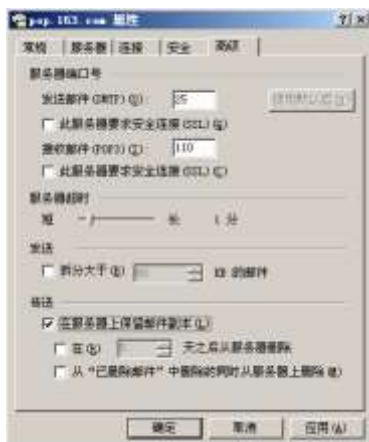 pop.163.com 属性
常规 服务器 连接 安全 高级
服务器端口号
发送邮件(SMTP)(O): 25 使用默认值(U)
此服务器要求安全连接(SSL)(Q)
接收邮件(POP3)(I): 110
此服务器要求安全连接(SSL)(C)
服务器超时
短 长 1 分
发送
拆分大于(B) KB 的邮件
传送
在服务器上保留邮件副本(L)
在(R) 天之后从服务器删除
从“已删除邮件”中删除的同时从服务器上删除(M)
确定 取消 应用(A)